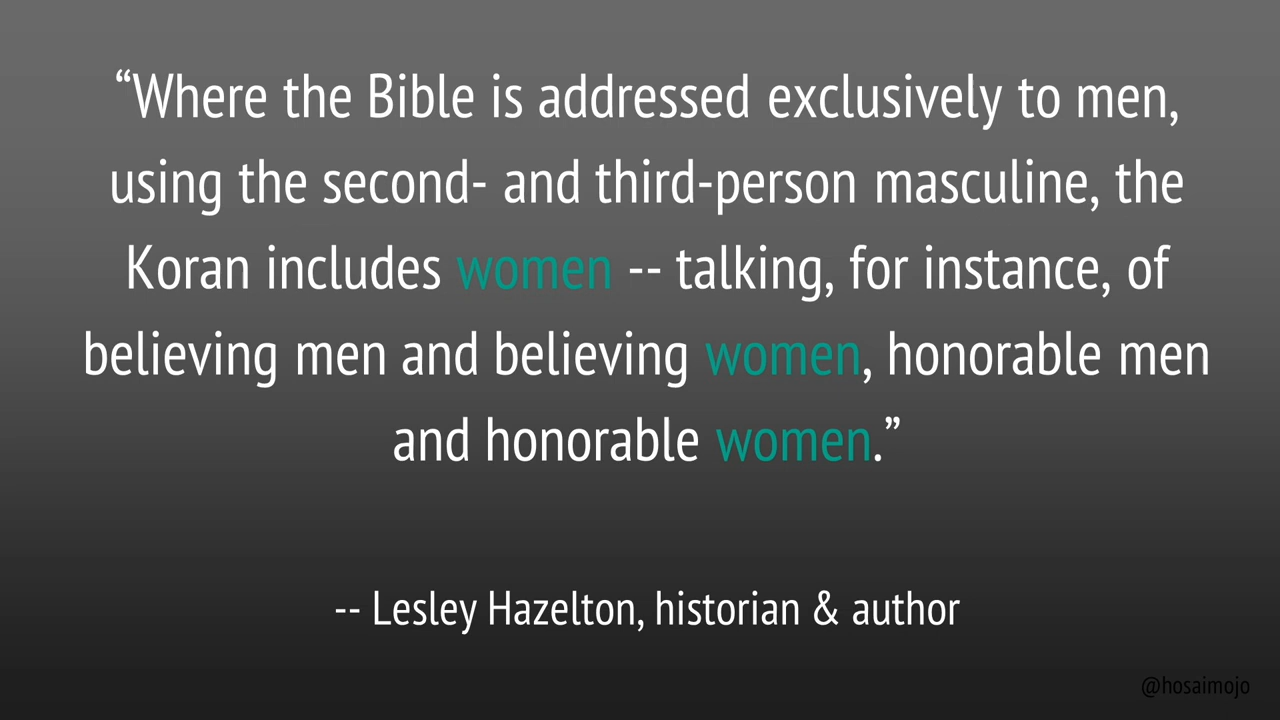 “Where the Bible is addressed exclusively to men,
using the second- and third-person masculine, the
Koran includes women -- talking, for instance, of
believing men and believing women, honorable men
and honorable women.”
-- Lesley Hazelton, historian & author
@hosaimojo